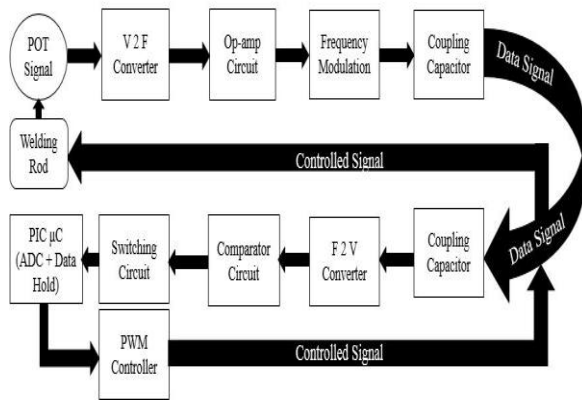 POT
Signal
V 2 F
Converter
Op-amp
Circuit
Frequency
Modulation
Coupling
Capacitor
Data Signal
Welding
Rod
Controlled Signal
Data Signal
PIC µC
(ADC + Data
Hold)
Switching
Circuit
Comparator
Circuit
F 2 V
Converter
Coupling
Capacitor
PWM
Controller
Controlled Signal